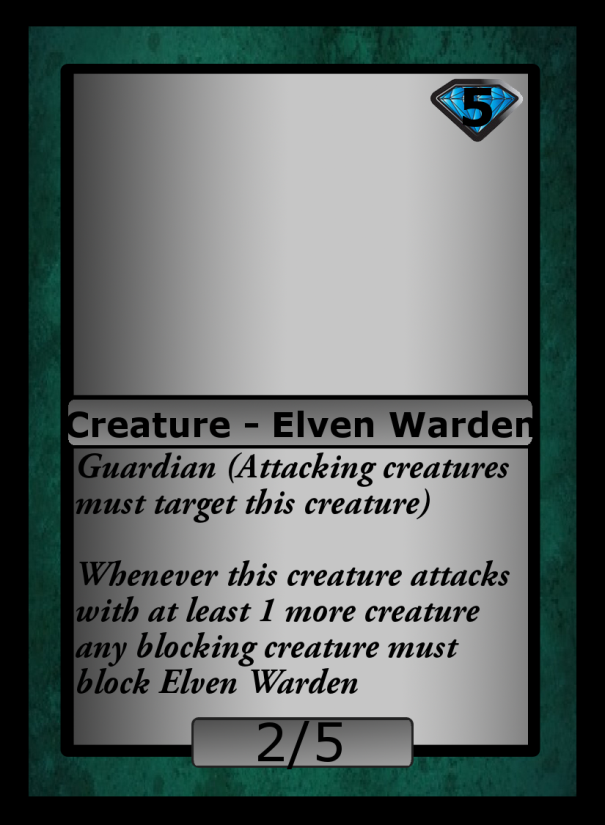 5
Creature - Elven Warden
Guardian (Attacking creatures
must target this creature)
Whenever this creature attacks
with at least 1 more creature
any blocking creature must
block Elven Warden
2/5